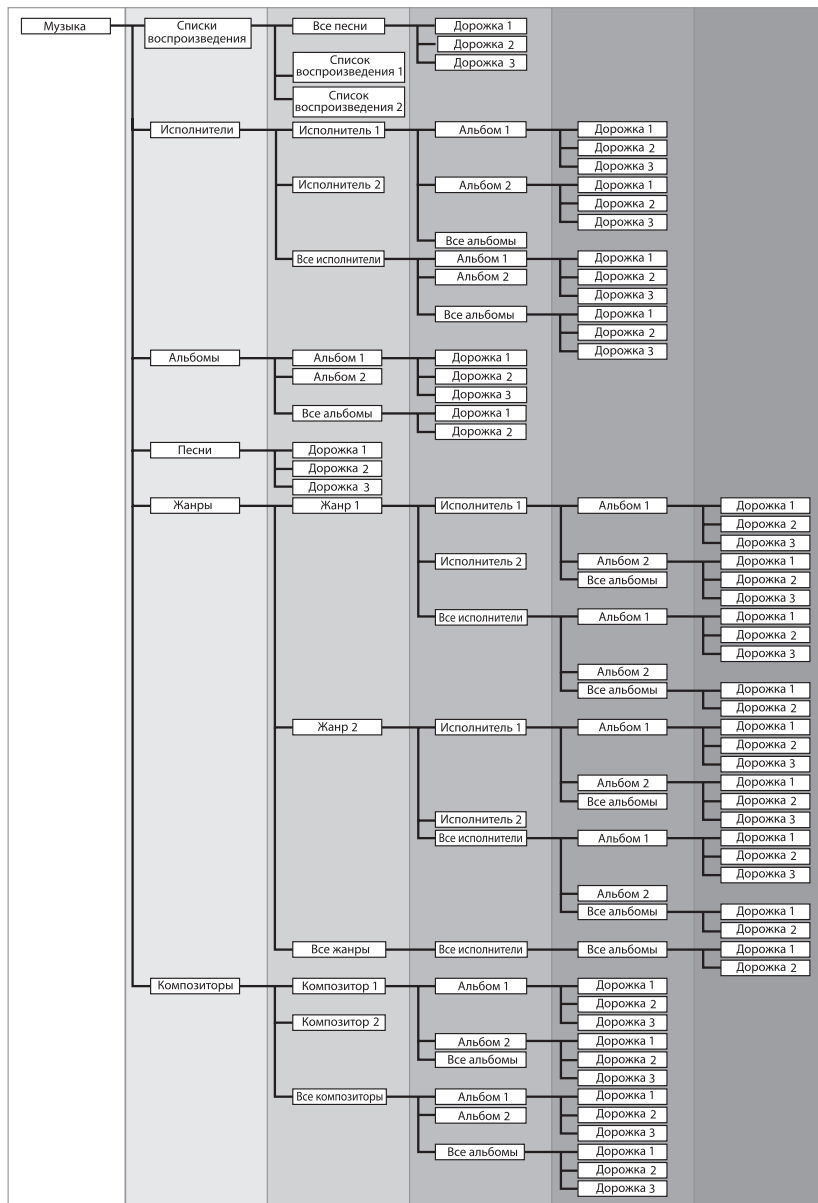 Музыка
Списки
воспроизведения
Все песни
Дорожка 1
Дорожка 2
Дорожка 3
Список
воспроизведения 1
Список
воспроизведения 2
Исполнители
Исполнитель 1
Альбом 1
Дорожка 1
Дорожка 2
Дорожка 3
Исполнитель 2
Альбом 2
Дорожка 1
Дорожка 2
Дорожка 3
Все альбомы
Все исполнители
Альбом 1
Дорожка 1
Альбом 2
Дорожка 2
Дорожка 3
Все альбомы
Дорожка 1
Дорожка 2
Дорожка 3
Альбомы
Альбом 1
Дорожка 1
Альбом 2
Дорожка 2
Дорожка 3
Все альбомы
Дорожка 1
Дорожка 2
Песни
Дорожка 1
Дорожка 2
Дорожка 3
Жанры
Жанр 1
Исполнитель 1
Альбом 1
Дорожка 1
Дорожка 2
Дорожка 3
Исполнитель 2
Альбом 2
Дорожка 1
Все альбомы
Дорожка 2
Дорожка 3
Все исполнители
Альбом 1
Дорожка 1
Дорожка 2
Дорожка 3
Альбом 2
Все альбомы
Дорожка 1
Дорожка 2
Жанр 2
Исполнитель 1
Альбом 1
Дорожка 1
Дорожка 2
Дорожка 3
Альбом 2
Дорожка 1
Все альбомы
Дорожка 2
Исполнитель 2
Дорожка 3
Все исполнители
Альбом 1
Дорожка 1
Дорожка 2
Дорожка 3
Альбом 2
Все альбомы
Дорожка 1
Дорожка 2
Все жанры
Все исполнители
Все альбомы
Дорожка 1
Дорожка 2
Композиторы
Композитор 1
Альбом 1
Дорожка 1
Дорожка 2
Композитор 2
Дорожка 3
Альбом 2
Дорожка 1
Все альбомы
Дорожка 2
Дорожка 3
Все композиторы
Альбом 1
Дорожка 1
Альбом 2
Дорожка 2
Дорожка 3
Все альбомы
Дорожка 1
Дорожка 2
Дорожка 3